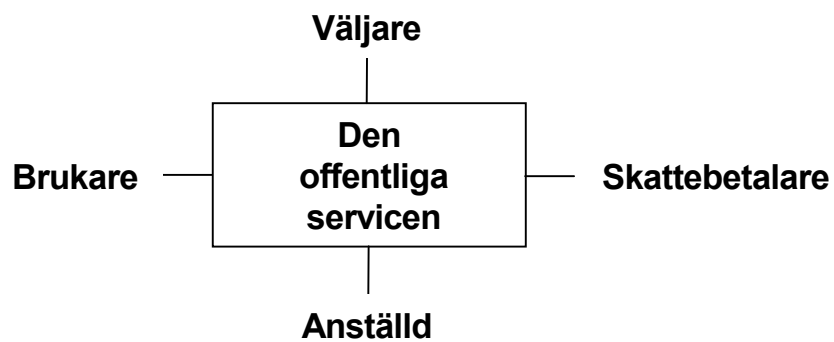 Väljare
Den
Brukare offentliga Skattebetalare
servicen
Anställd